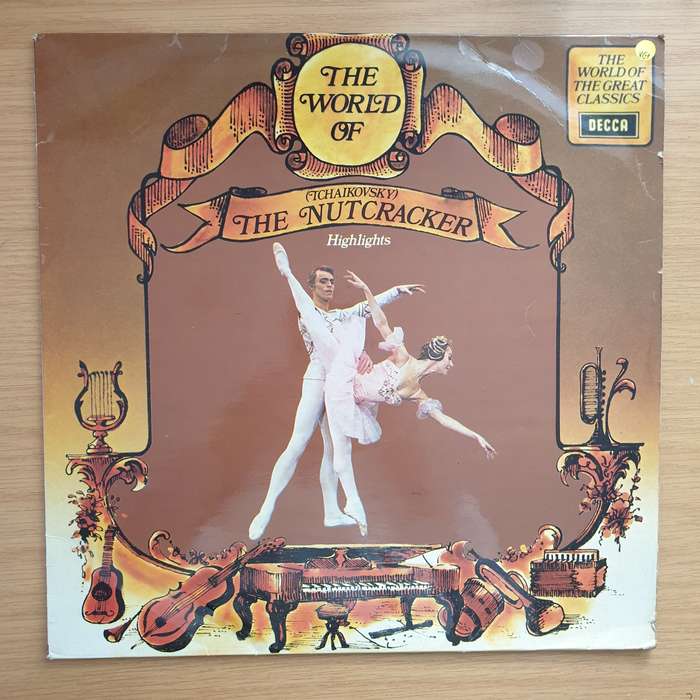 THE
WORLD
OF
(TCHAIKOVSKY)
THE NUTCRACKER
Highlights
THE
WORLD OF
THE GREAT
CLASSICS
DECCA